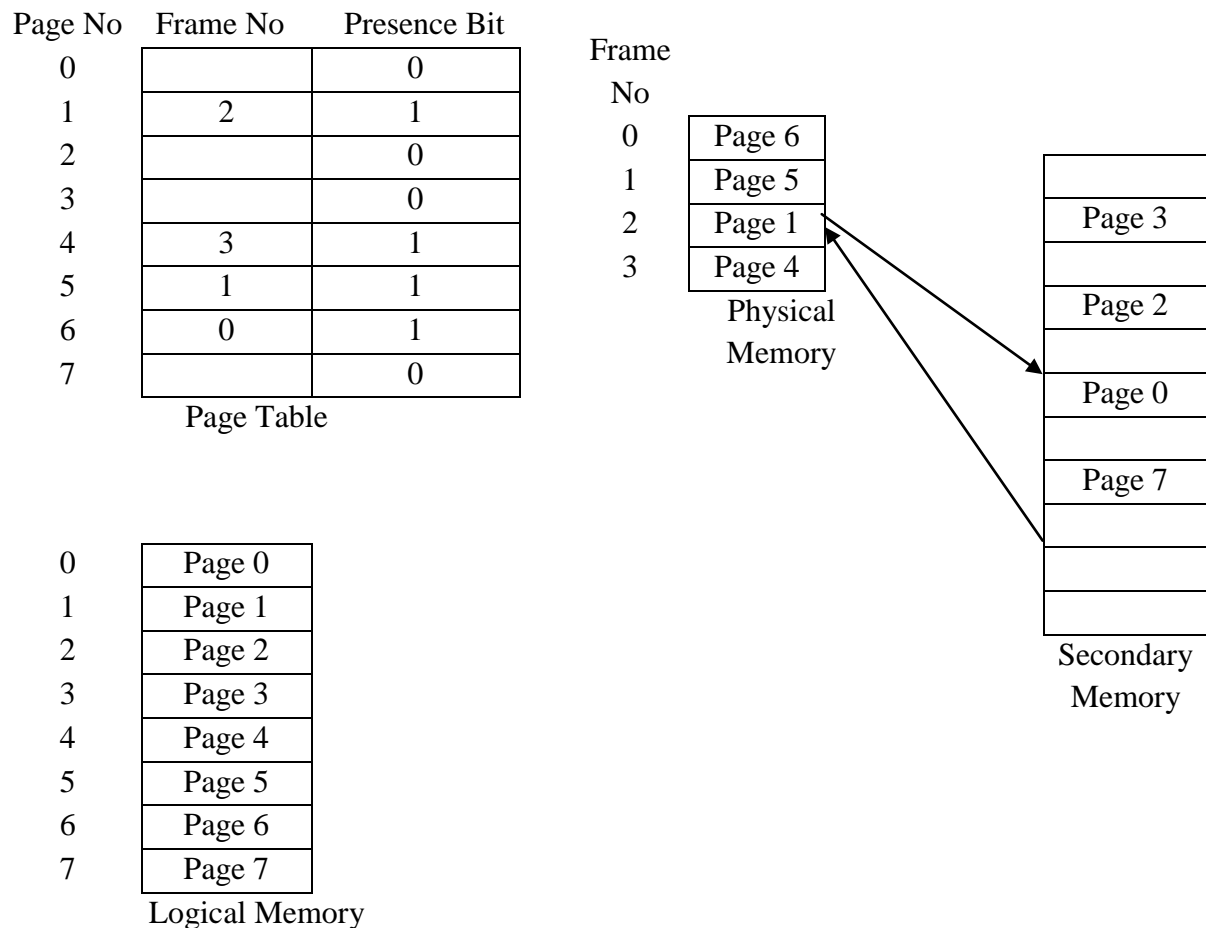 Page No Frame No Presence Bit
0 0
1 2 1
2 0
3 0
4 3 1
5 1 1
6 0 1
7 0
Page Table
Frame
No
0 Page 6
1 Page 5
2 Page 1
3 Page 4
Physical
Memory
Page 3
Page 2
Page 0
Page 7
Secondary
Memory
0 Page 0
1 Page 1
2 Page 2
3 Page 3
4 Page 4
5 Page 5
6 Page 6
7 Page 7
Logical Memory